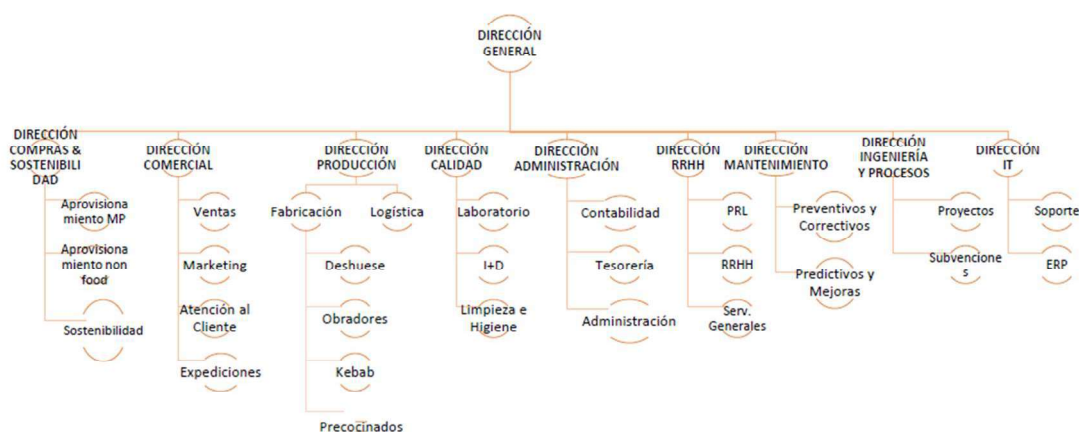 DIRECCIÓN
GENERAL
DIRECCIÓN
COMPRAS &
SOSTENIBILI
DAD
DIRECCIÓN
COMERCIAL
DIRECCIÓN
PRODUCCIÓN
DIRECCIÓN
CALIDAD
DIRECCIÓN
ADMINISTRACIÓN
DIRECCIÓN
RRHH
DIRECCIÓN
MANTENIMIENTO
DIRECCIÓN
INGENIERÍA
Y PROCESOS
DIRECCIÓN
IT
Aprovisiona
miento MP
Aprovisiona
miento non
food
Sostenibilidad
Ventas
Marketing
Atención al
Cliente
Expediciones
Fabricación
Logística
Deshuese
Obradores
Kebab
Precocinados
Laboratorio
I+D
Limpieza e
Higiene
Contabilidad
Tesorería
Administración
PRL
RRHH
Serv.
Generales
Preventivos y
Correctivos
Predictivos y
Mejoras
Proyectos
Subvencione
s
Soporte
ERP